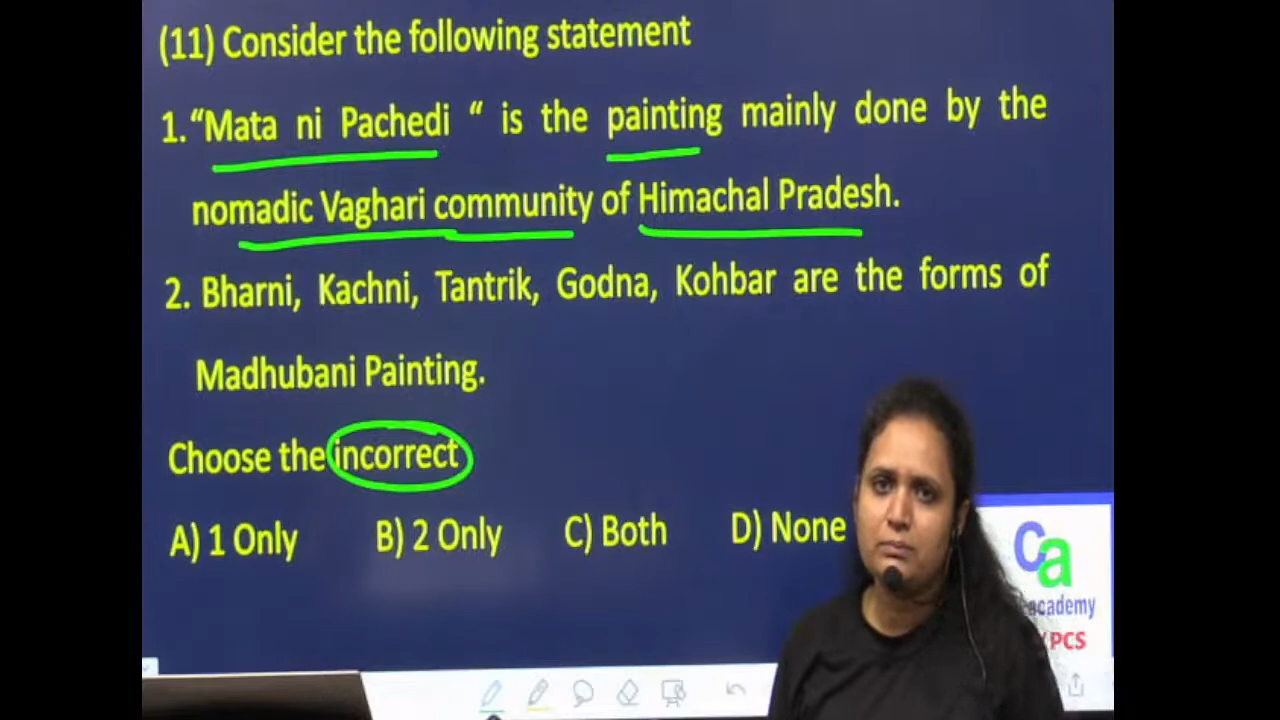 (11) Consider the following statement
1. “Mata ni Pachedi “ is the painting mainly done by the
nomadic Vaghari community of Himachal Pradesh.
2. Bharni, Kachni, Tantrik, Godna, Kohbar are the forms of
Madhubani Painting.
Choose the incorrect
A) 1 Only B) 2 Only C) Both D) None
Ca
academy
PCS